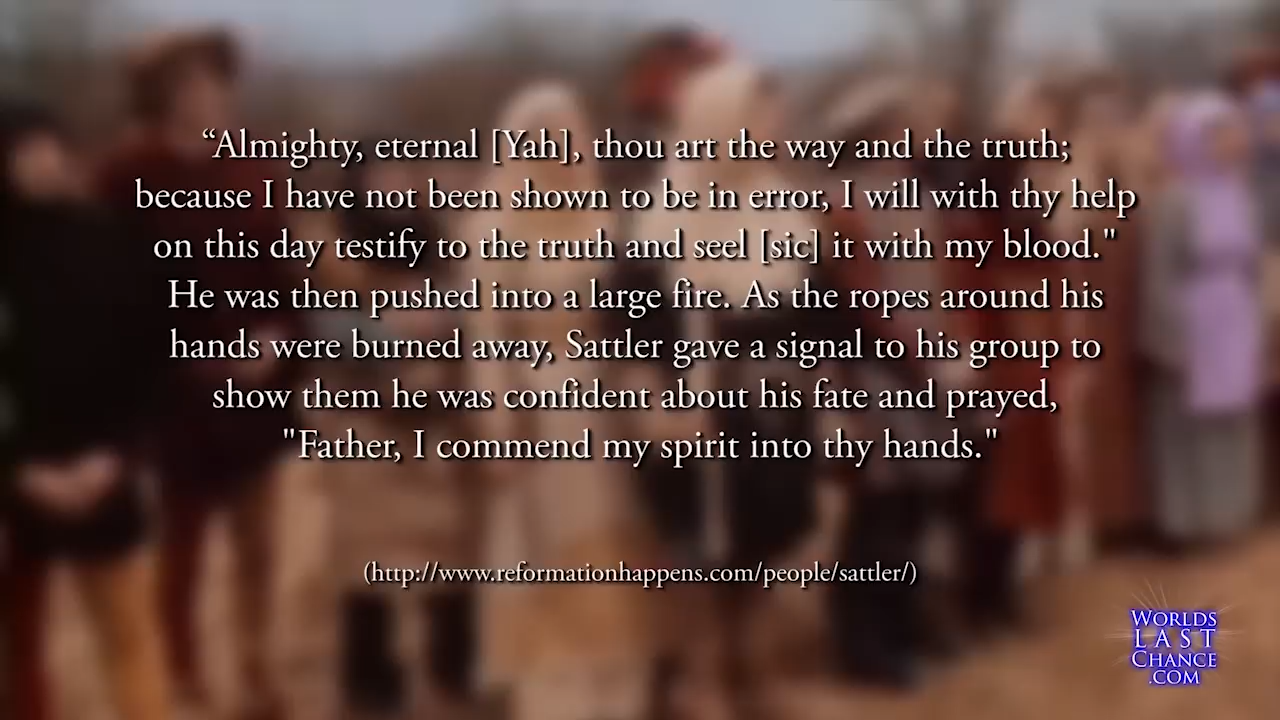 “Almighty, eternal [Yah], thou art the way and the truth;
because I have not been shown to be in error, I will with thy help
on this day testify to the truth and seel [sic] it with my blood."
He was then pushed into a large fire. As the ropes around his
hands were burned away, Sattler gave a signal to his group to
show them he was confident about his fate and prayed,
"Father, I commend my spirit into thy hands."
(http://www.reformationhappens.com/people/sattler/)
WORLDS
LAST
CHANCE
.COM